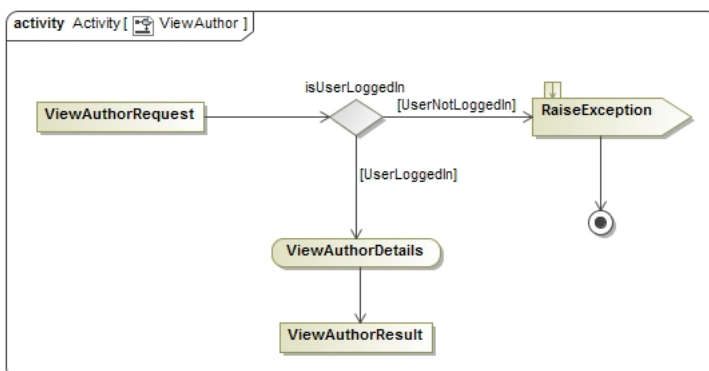 activity Activity [ ViewAuthor ]
isUserLoggedIn
ViewAuthorRequest
[UserNotLoggedIn]
RaiseException
[UserLoggedIn]
ViewAuthorDetails
ViewAuthorResult